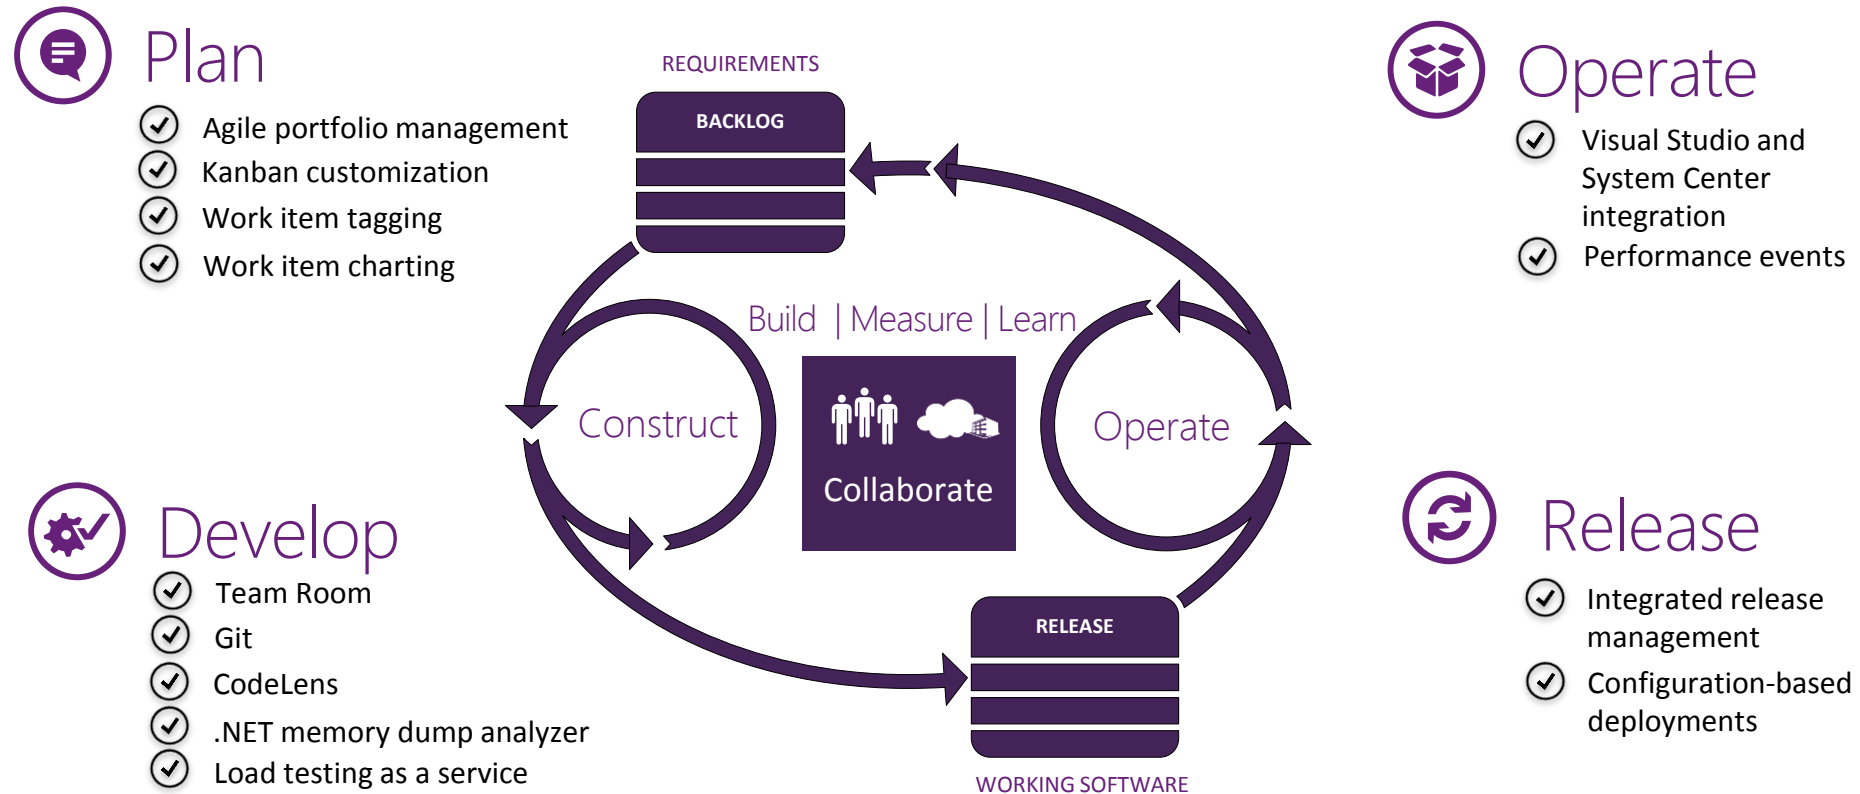 Plan
Agile portfolio management
Kanban customization
Work item tagging
Work item charting
Develop
Team Room
Git
CodeLens
.NET memory dump analyzer
Load testing as a service
REQUIREMENTS
BACKLOG
Build | Measure | Learn
Construct
Collaborate
Operate
RELEASE
WORKING SOFTWARE
Operate
Visual Studio and
System Center
integration
Performance events
Release
Integrated release
management
Configuration-based
deployments